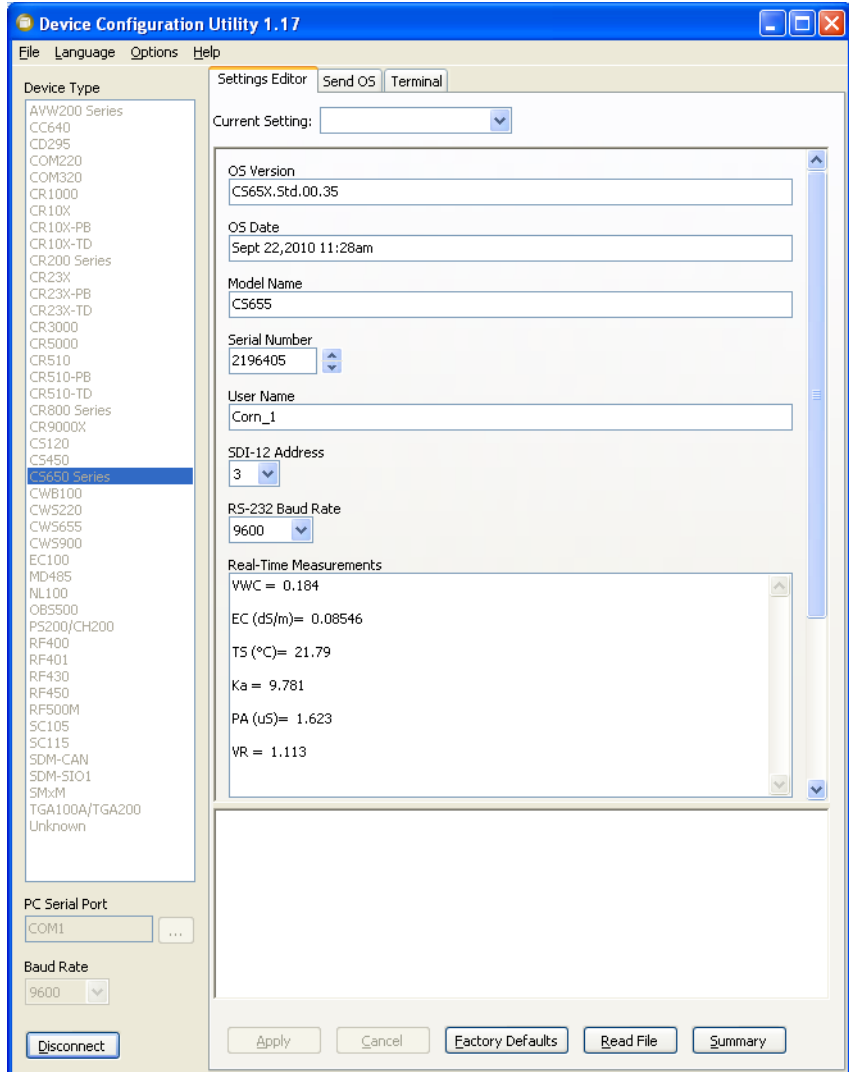 Device Configuration Utility 1.17
File Language Options Help
Device Type
AVW200 Series
CC640
CD295
COM220
COM320
CR1000
CR10X
CR10X-PB
CR10X-TD
CR200 Series
CR23X
CR23X-PB
CR23X-TD
CR3000
CR5000
CR510
CR510-PB
CR510-TD
CR800 Series
CR9000X
CS120
CS450
CS650 Series
CWB100
CWS220
CWS655
CWS900
EC100
MD485
NL100
OBS500
PS200/CH200
RF400
RF401
RF430
RF450
RF500M
SC105
SC115
SDM-CAN
SDM-SIO1
SMxM
TGA100A/TGA200
Unknown
PC Serial Port
COM1
...
Baud Rate
9600
Disconnect
Settings Editor Send OS Terminal
Current Setting:
OS Version
CS65X.Std.00.35
OS Date
Sept 22,2010 11:28am
Model Name
CS655
Serial Number
2196405
User Name
Corn_1
SDI-12 Address
3
RS-232 Baud Rate
9600
Real-Time Measurements
VWC = 0.184
EC (dS/m)= 0.08546
TS (°C)= 21.79
Ka = 9.781
PA (uS)= 1.623
VR = 1.113
Apply Cancel Factory Defaults Read File Summary